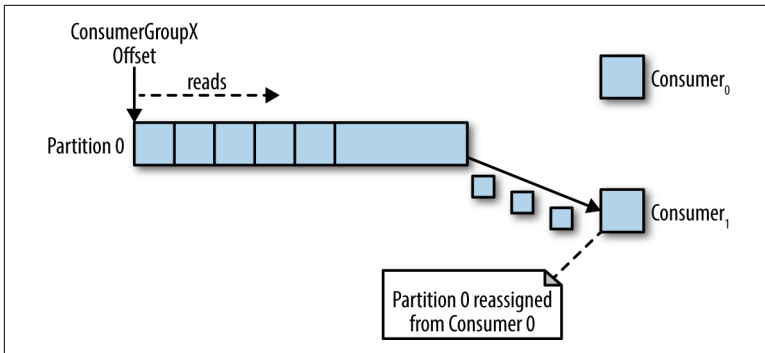 ConsumerGroupX
Offset
reads
Consumer₀
Partition 0
Consumer₁
Partition 0 reassigned
from Consumer 0